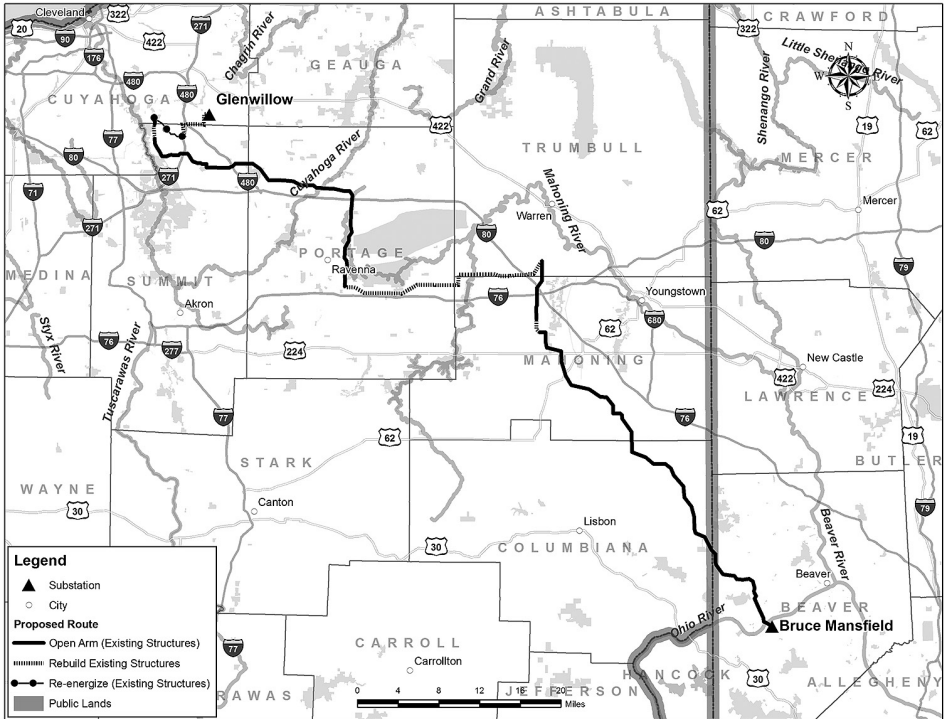 Cleveland
322
ASHTABULA
CRAWFORD
20
271
322
90
422
Chagrin River
Grand River
Shenango River
Little Shenango River
176
GEAUGA
N
W
E
S
480
480
CUYAHOGA
Glenwillow
422
19
62
77
TRUMBULL
80
MERCER
Cuyahoga River
271
480
71
Mahoning River
Mercer
62
Warren
271
80
80
PORTAGE
Ravenna
79
MEDINA
SUMMIT
76
Youngstown
Akron
680
62
Styx River
Tuscarawas River
76
277
224
MAHONING
New Castle
422
224
LAWRENCE
77
76
62
19
STARK
BUTLER
WAYNE
Canton
30
79
Lisbon
30
COLUMBIANA
Beaver River
Beaver
BEAVER
Ohio River
Bruce Mansfield
CARROLL
77
Carrollton
HANCOCK
30
ALLEGHENY
RAWAS
JEFFERSON
Legend
Substation
City
Proposed Route
Open Arm (Existing Structures)
Rebuild Existing Structures
Re-energize (Existing Structures)
Public Lands
0 4 8 12 16 20
Miles